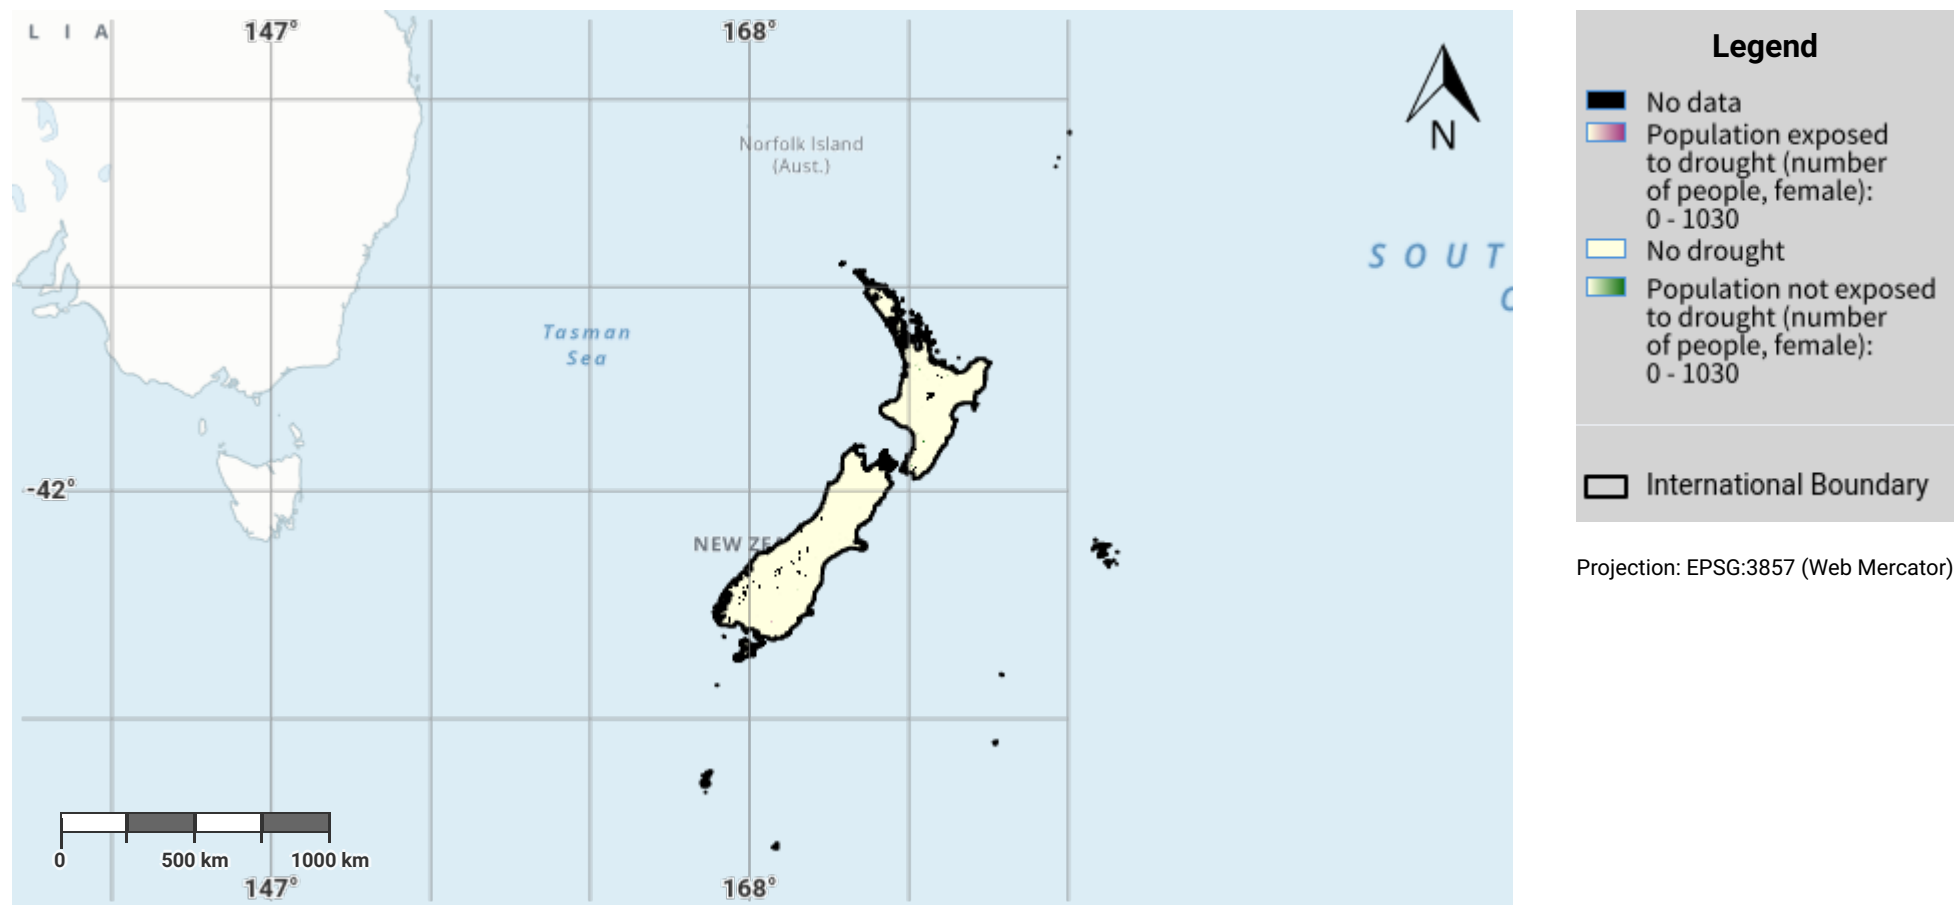 L I A
147°
168°
N
Norfolk Island
(Aust.)
SOUT
Tasman
Sea
-42°
NEW ZEA
0
500 km
1000 km
147°
168°
Legend
No data
Population exposed
to drought (number
of people, female):
0 - 1030
No drought
Population not exposed
to drought (number
of people, female):
0 - 1030
International Boundary
Projection: EPSG:3857 (Web Mercator)